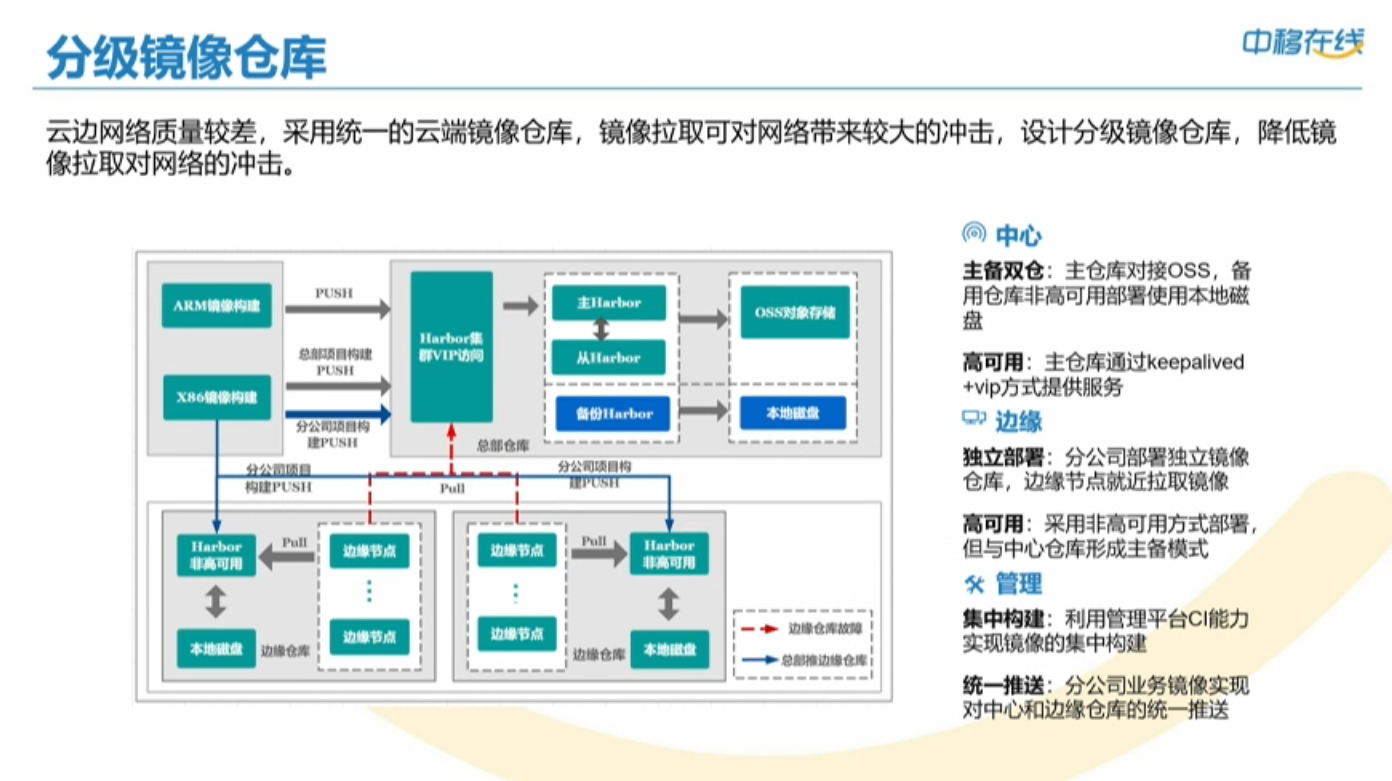 分级镜像仓库
中移在线
云边网络质量较差，采用统一的云端镜像仓库，镜像拉取可对网络带来较大的冲击，设计分级镜像仓库，降低镜
像拉取对网络的冲击。
ARM镜像构建
PUSH
总部项目构建
PUSH
X86镜像构建
分公司项目构
建PUSH
Harbor集
群VIP访问
主Harbor
从Harbor
备份Harbor
OSS对象存储
本地磁盘
总部仓库
分公司项目
构建PUSH
Pull
分公司项目构
建PUSH
Harbor
非高可用
Pull
边缘节点
边缘节点
本地磁盘
边缘仓库
边缘节点
边缘节点
Pull
Harbor
非高可用
边缘仓库
本地磁盘
边缘仓库故障
总部推边缘仓库
中心
主备双仓：主仓库对接OSS，备
用仓库非高可用部署使用本地磁
盘
高可用：主仓库通过keepalived
+vip方式提供服务
边缘
独立部署：分公司部署独立镜像
仓库，边缘节点就近拉取镜像
高可用：采用非高可用方式部署，
但与中心仓库形成主备模式
管理
集中构建：利用管理平台CI能力
实现镜像的集中构建
统一推送：分公司业务镜像实现
对中心和边缘仓库的统一推送